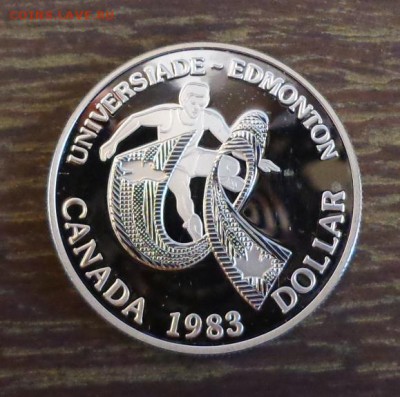 UNIVERSIADE ~ EDMONTON
CANADA 1983 DOLLAR